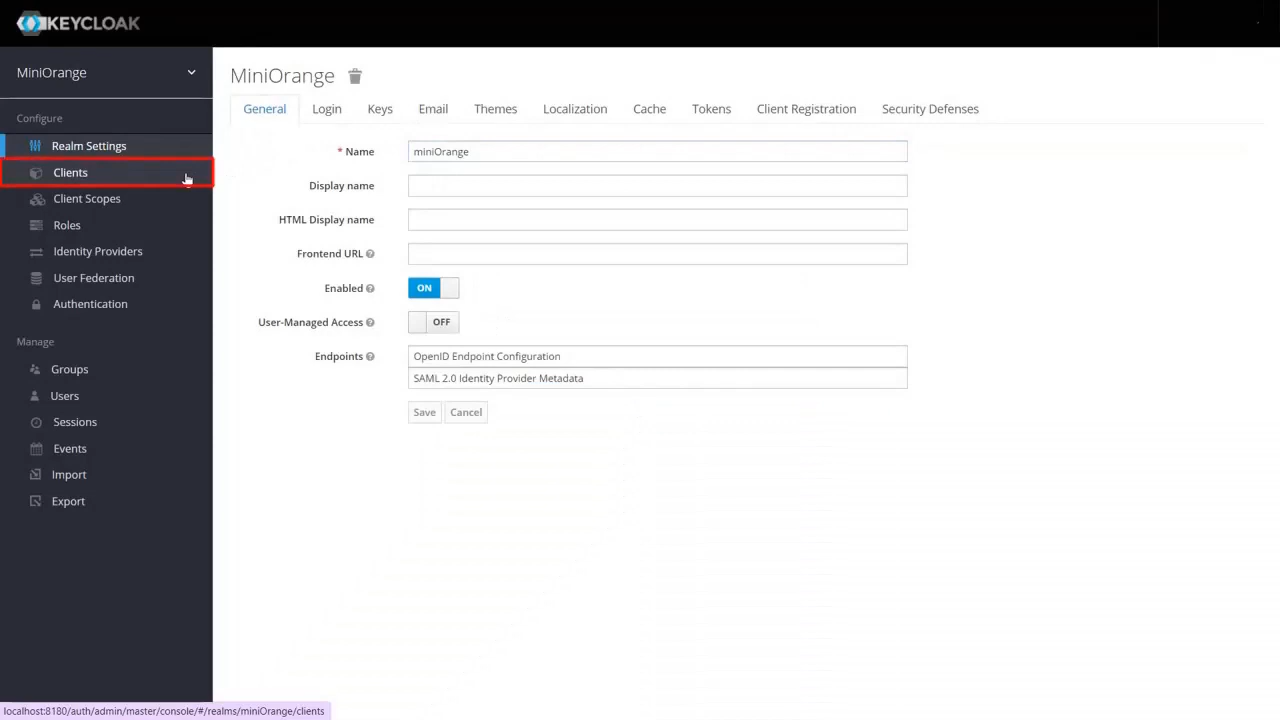 KEYCLOAK
MiniOrange
Configure
Realm Settings
Clients
Client Scopes
Roles
Identity Providers
User Federation
Authentication
Manage
Groups
Users
Sessions
Events
Import
Export
MiniOrange
General Login Keys Email Themes Localization Cache Tokens Client Registration Security Defenses
* Name miniOrange
Display name
HTML Display name
Frontend URL
Enabled ON
User-Managed Access OFF
Endpoints OpenID Endpoint Configuration
SAML 2.0 Identity Provider Metadata
Save Cancel
localhost:8180/auth/admin/master/console/#/realms/miniOrange/clients